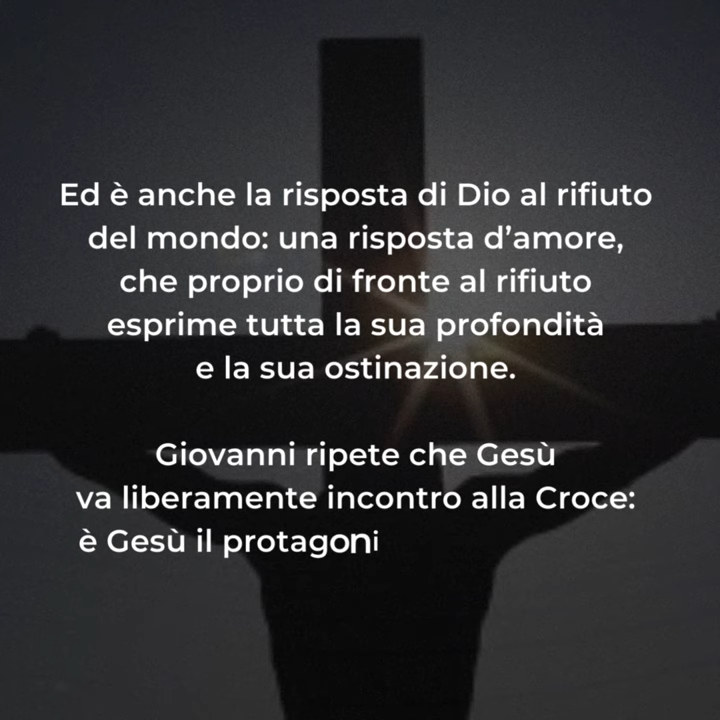 Ed è anche la risposta di Dio al rifiuto
del mondo: una risposta d’amore,
che proprio di fronte al rifiuto
esprime tutta la sua profondità
e la sua ostinazione.
Giovanni ripete che Gesù
va liberamente incontro alla Croce:
è Gesù il protagoni